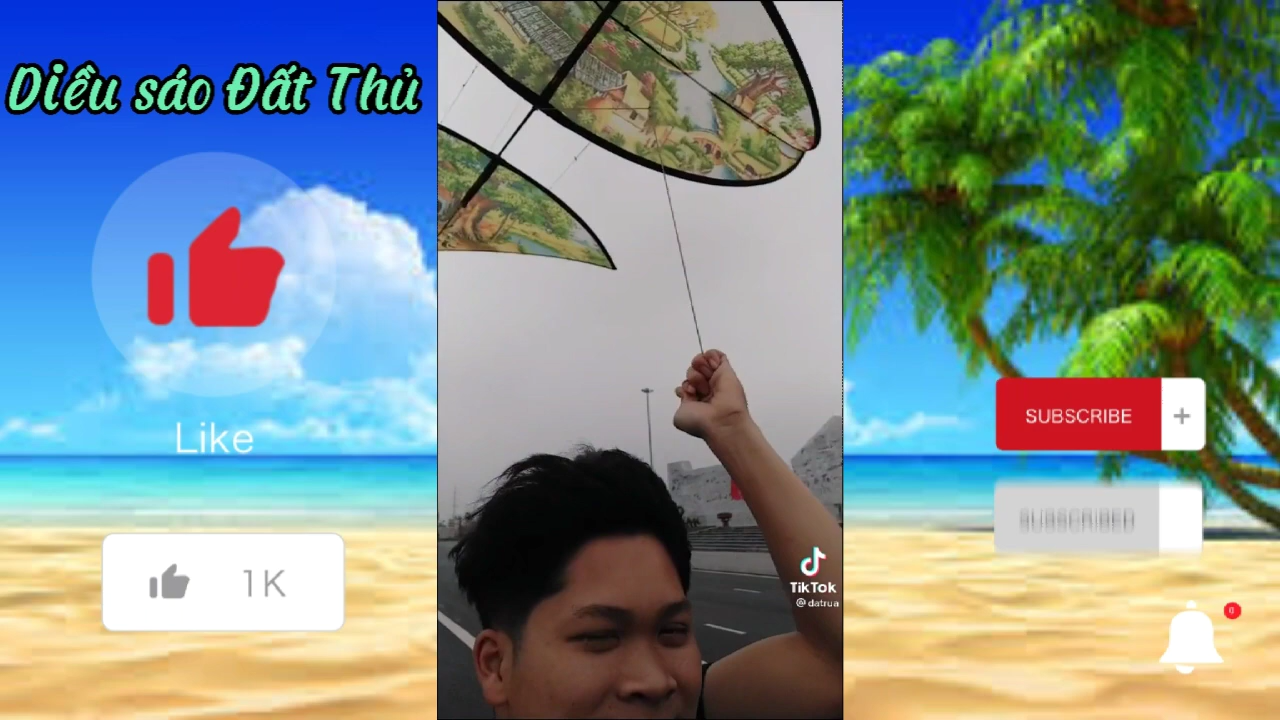 Diều sáo Đất Thủ
Like
1K
TikTok
@datrua
SUBSCRIBE +
SUBSCRIBED
0